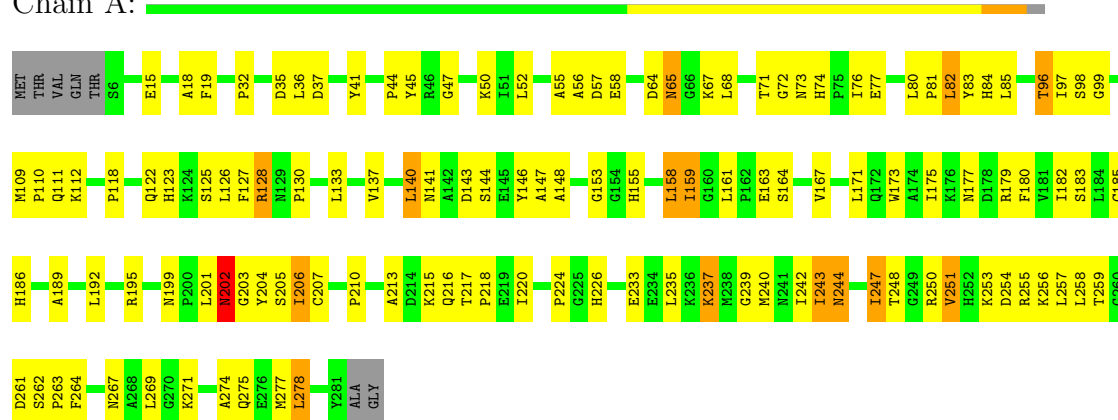 Chain A:
MET THR VAL GLN THR S6 E15 A18 F19 P32 D35 L36 D37 Y41 P44 Y45 R46 G47 K50 I51 L52 A55 A56 D57 E58 D64 N65 G66 K67 L68 T71 G72 N73 H74 P75 I76 E77 L80 P81 L82 Y83 H84 L85 T96 I97 S98 G99
M109 P110 Q111 K112 P118 Q122 H123 K124 S125 L126 F127 R128 N129 P130 L133 V137 L140 N141 A142 D143 S144 E145 Y146 A147 A148 G153 G154 H155 L158 I159 G160 L161 P162 E163 S164 V167 L171 Q172 W173 A174 I175 K176 N177 D178 R179 F180 V181 I182 S183 L184
H186 A189 L192 R195 N199 P200 L201 N202 G203 Y204 S205 I206 C207 P210 A213 D214 K215 Q216 T217 P218 E219 I220 P224 G225 H226 E233 E234 L235 K236 K237 M238 G239 M240 N241 I242 I243 N244 I247 T248 G249 R250 V251 H252 K253 D254 R255 K256 L257 L258 T259
D261 S262 P263 F264 N267 A268 L269 G270 K271 A274 Q275 E276 M277 L278 Y281 ALA GLY